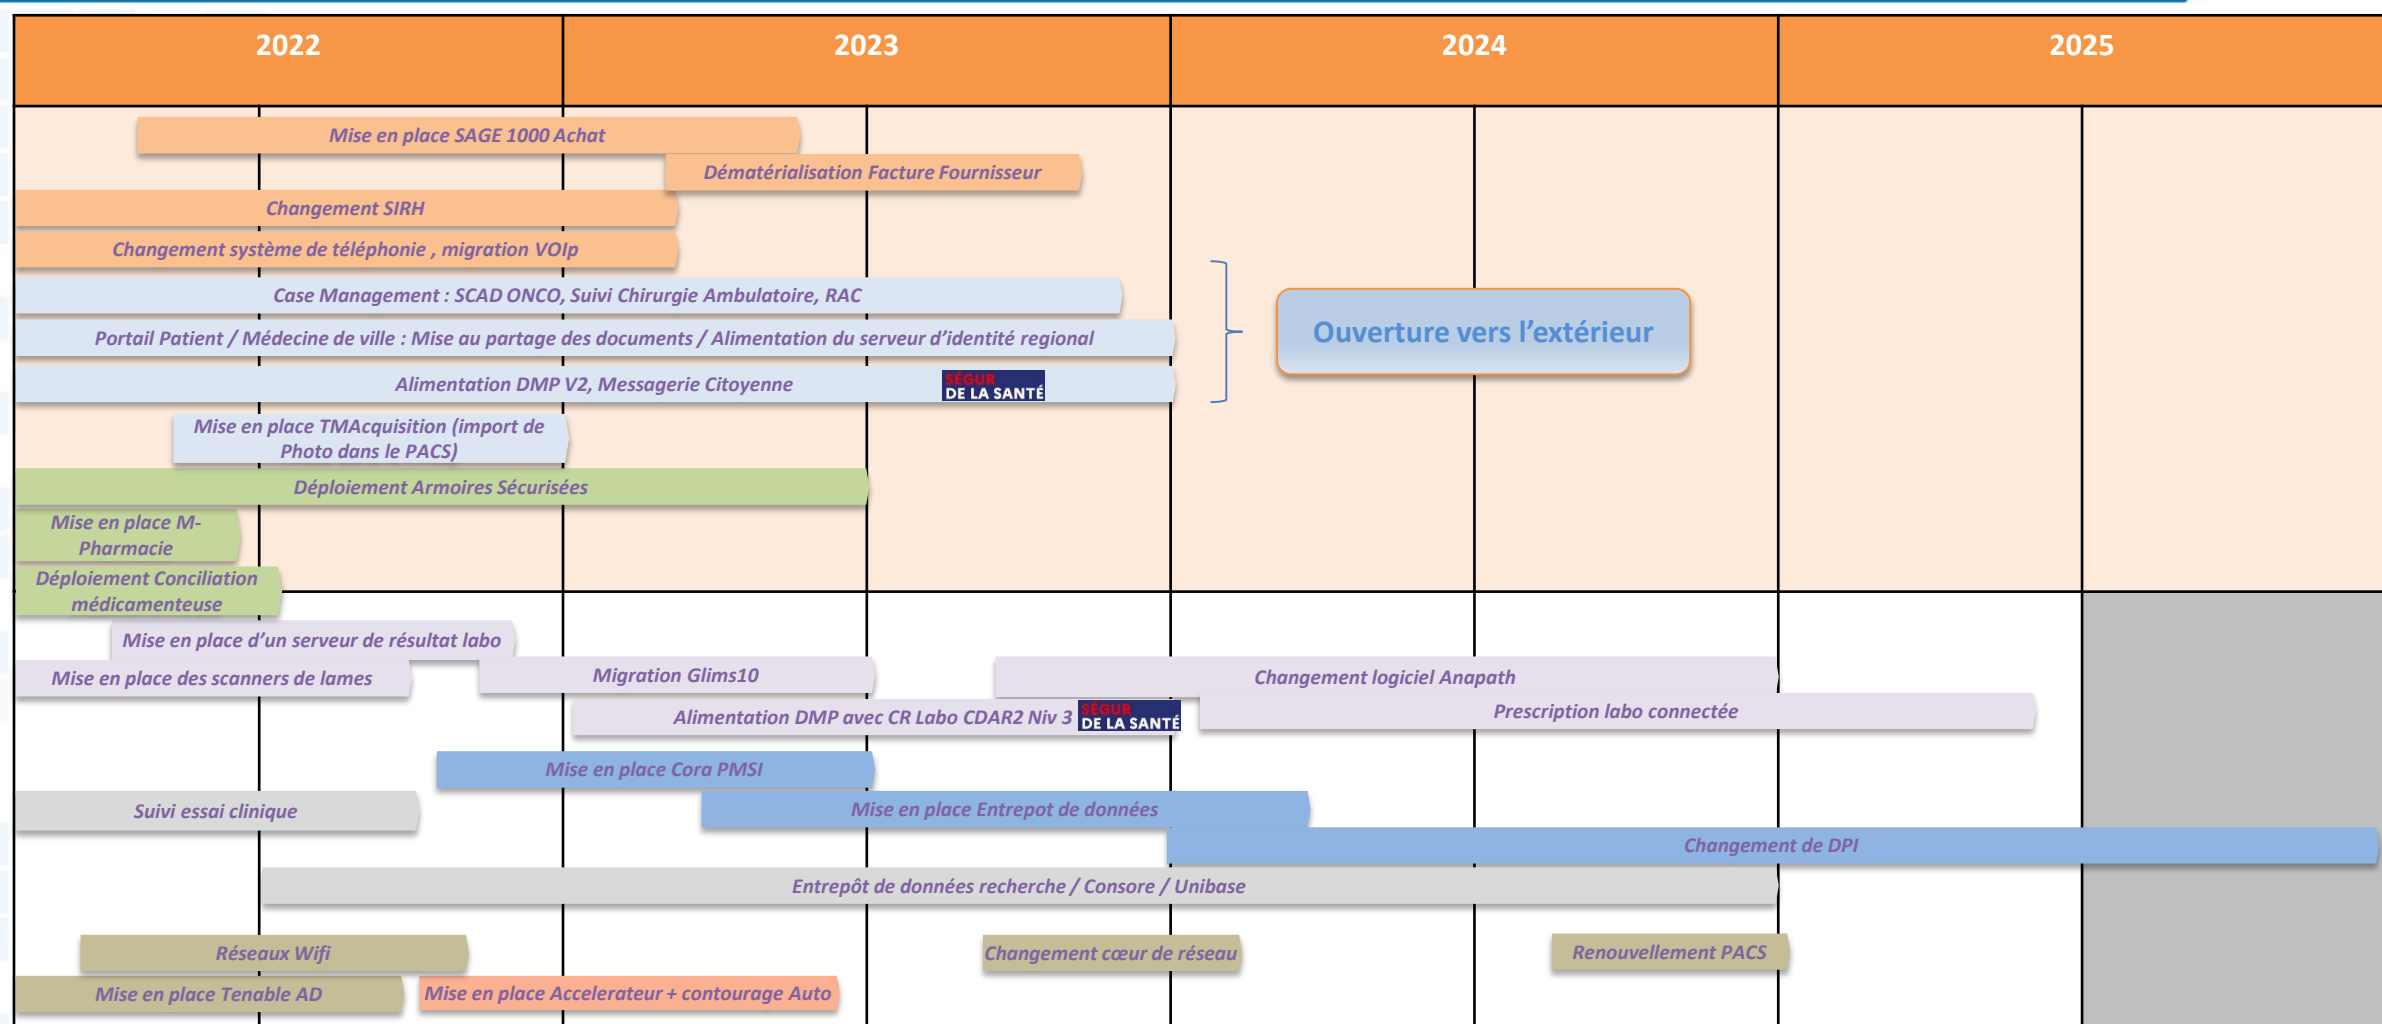 2022
2023
2024
2025
Mise en place SAGE 1000 Achat
Dématérialisation Facture Fournisseur
Changement SIRH
Changement système de téléphonie , migration VOIp
Case Management : SCAD ONCO, Suivi Chirurgie Ambulatoire, RAC
Portail Patient / Médecine de ville : Mise au partage des documents / Alimentation du serveur d’identité regional
Ouverture vers l’extérieur
Alimentation DMP V2, Messagerie Citoyenne
SÉGUR
DE LA SANTÉ
Mise en place TMAcquisition (import de
Photo dans le PACS)
Déploiement Armoires Sécurisées
Mise en place M-
Pharmacie
Déploiement Conciliation
médicamenteuse
Mise en place d’un serveur de résultat labo
Mise en place des scanners de lames
Migration Glims10
Changement logiciel Anapath
Alimentation DMP avec CR Labo CDAR2 Niv 3
SÉGUR
DE LA SANTÉ
Prescription labo connectée
Mise en place Cora PMSI
Suivi essai clinique
Mise en place Entrepot de données
Changement de DPI
Entrepôt de données recherche / Consore / Unibase
Réseaux Wifi
Changement cœur de réseau
Renouvellement PACS
Mise en place Tenable AD
Mise en place Accelerateur + contourage Auto